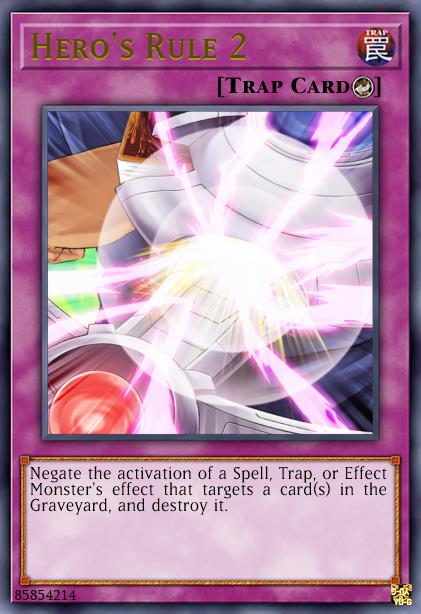 Hero's Rule 2
TRAP
罠
[Trap Card]
Negate the activation of a Spell, Trap, or Effect
Monster's effect that targets a card(s) in the
Graveyard, and destroy it.
85854214